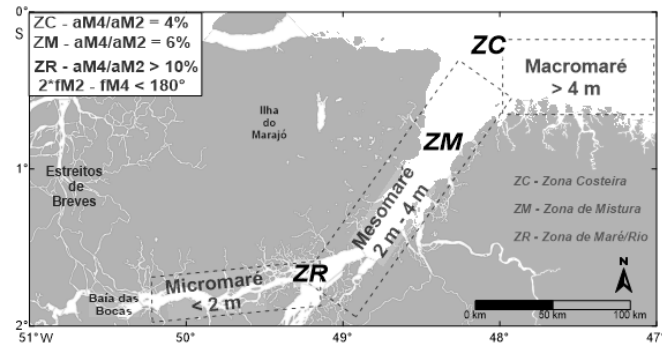 0°
S
ZC - aM4/aM2 = 4%
ZM - aM4/aM2 = 6%
ZR - aM4/aM2 > 10%
2*fM2 - fM4 < 180°
ZC
Macromaré
> 4 m
Ilha
do
Marajó
ZM
1°
Estreitos
de
Breves
Mesomaré
2 m - 4 m
ZC - Zona Costeira
ZM - Zona de Mistura
ZR - Zona de Maré/Rio
N
ZR
Micromaré
< 2 m
Baía das
Bocas
0 km 50 km 100 km
2°
51°W 50° 49° 48° 47°